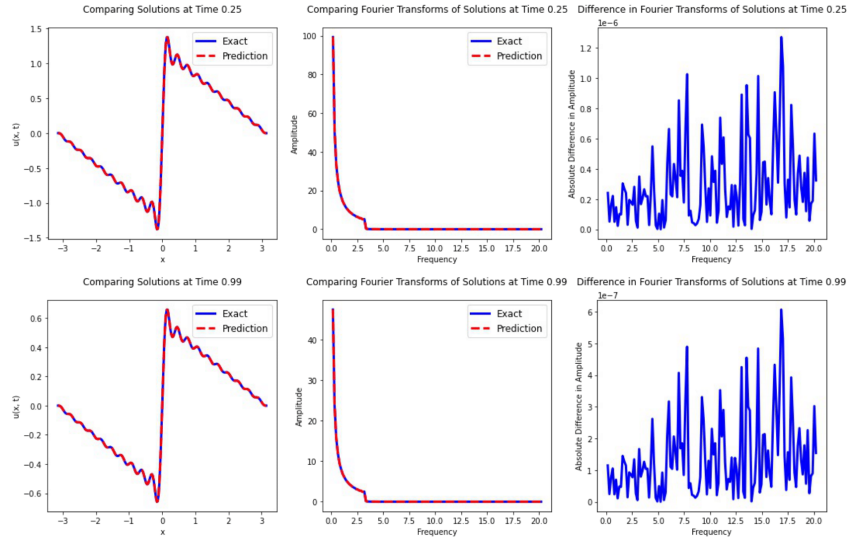 Comparing Solutions at Time 0.25
Comparing Fourier Transforms of Solutions at Time 0.25
Difference in Fourier Transforms of Solutions at Time 0.25
1.5
1.0
0.5
0.0
−0.5
−1.0
−1.5
u(x, t)
Exact
Prediction
−3 −2 −1 0 1 2 3
x
100
80
60
40
20
0
Amplitude
Exact
Prediction
0.0 2.5 5.0 7.5 10.0 12.5 15.0 17.5 20.0
Frequency
1e−6
1.2
1.0
0.8
0.6
0.4
0.2
0.0
Absolute Difference in Amplitude
0.0 2.5 5.0 7.5 10.0 12.5 15.0 17.5 20.0
Frequency
Comparing Solutions at Time 0.99
Comparing Fourier Transforms of Solutions at Time 0.99
Difference in Fourier Transforms of Solutions at Time 0.99
0.6
0.4
0.2
0.0
−0.2
−0.4
−0.6
u(x, t)
Exact
Prediction
−3 −2 −1 0 1 2 3
x
40
30
20
10
0
Amplitude
Exact
Prediction
0.0 2.5 5.0 7.5 10.0 12.5 15.0 17.5 20.0
Frequency
1e−7
6
5
4
3
2
1
0
Absolute Difference in Amplitude
0.0 2.5 5.0 7.5 10.0 12.5 15.0 17.5 20.0
Frequency